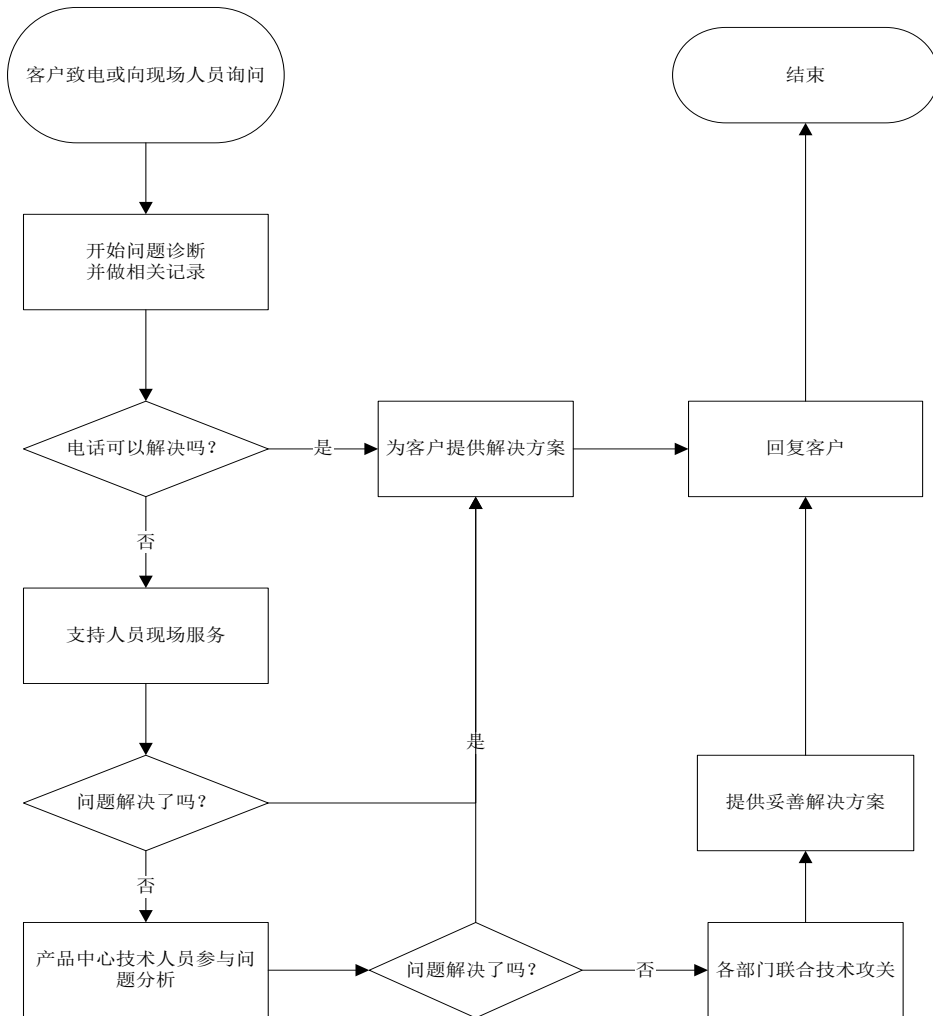 客户致电或向现场人员询问
结束
开始问题诊断
并做相关记录
电话可以解决吗？
是
为客户提供解决方案
回复客户
否
支持人员现场服务
是
问题解决了吗？
提供妥善解决方案
否
产品中心技术人员参与问
题分析
问题解决了吗？
否
各部门联合技术攻关